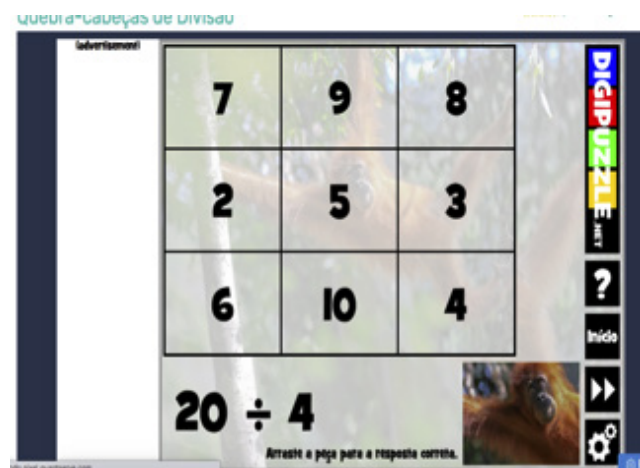 Quebra-cabeças de Divisão
(advertisement)
7 9 8
2 5 3
6 10 4
20 ÷ 4
Arraste a peça para a resposta correta.
DIGIPUZZLE.NET
?
Início